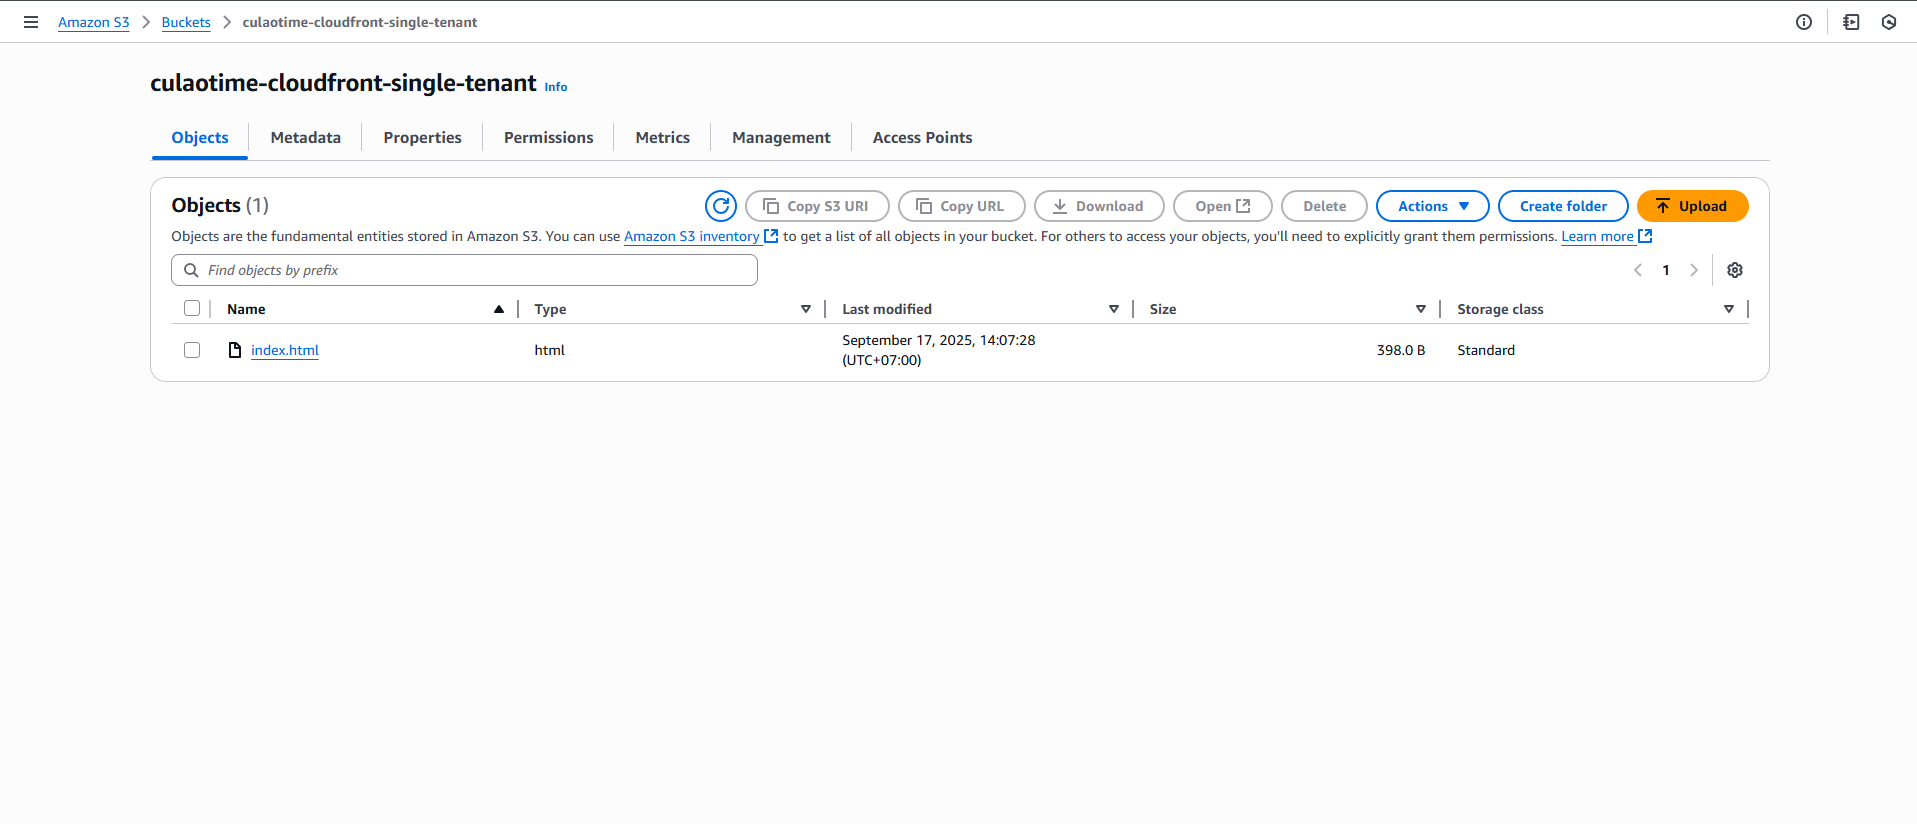 Amazon S3 > Buckets > culaotime-cloudfront-single-tenant
culaotime-cloudfront-single-tenant Info
Objects Metadata Properties Permissions Metrics Management Access Points
Objects (1) Copy S3 URI Copy URL Download Open Delete Actions Create folder Upload
Objects are the fundamental entities stored in Amazon S3. You can use Amazon S3 inventory to get a list of all objects in your bucket. For others to access your objects, you'll need to explicitly grant them permissions. Learn more
Find objects by prefix 1
Name Type Last modified Size Storage class
index.html html September 17, 2025, 14:07:28 398.0 B Standard
(UTC+07:00)